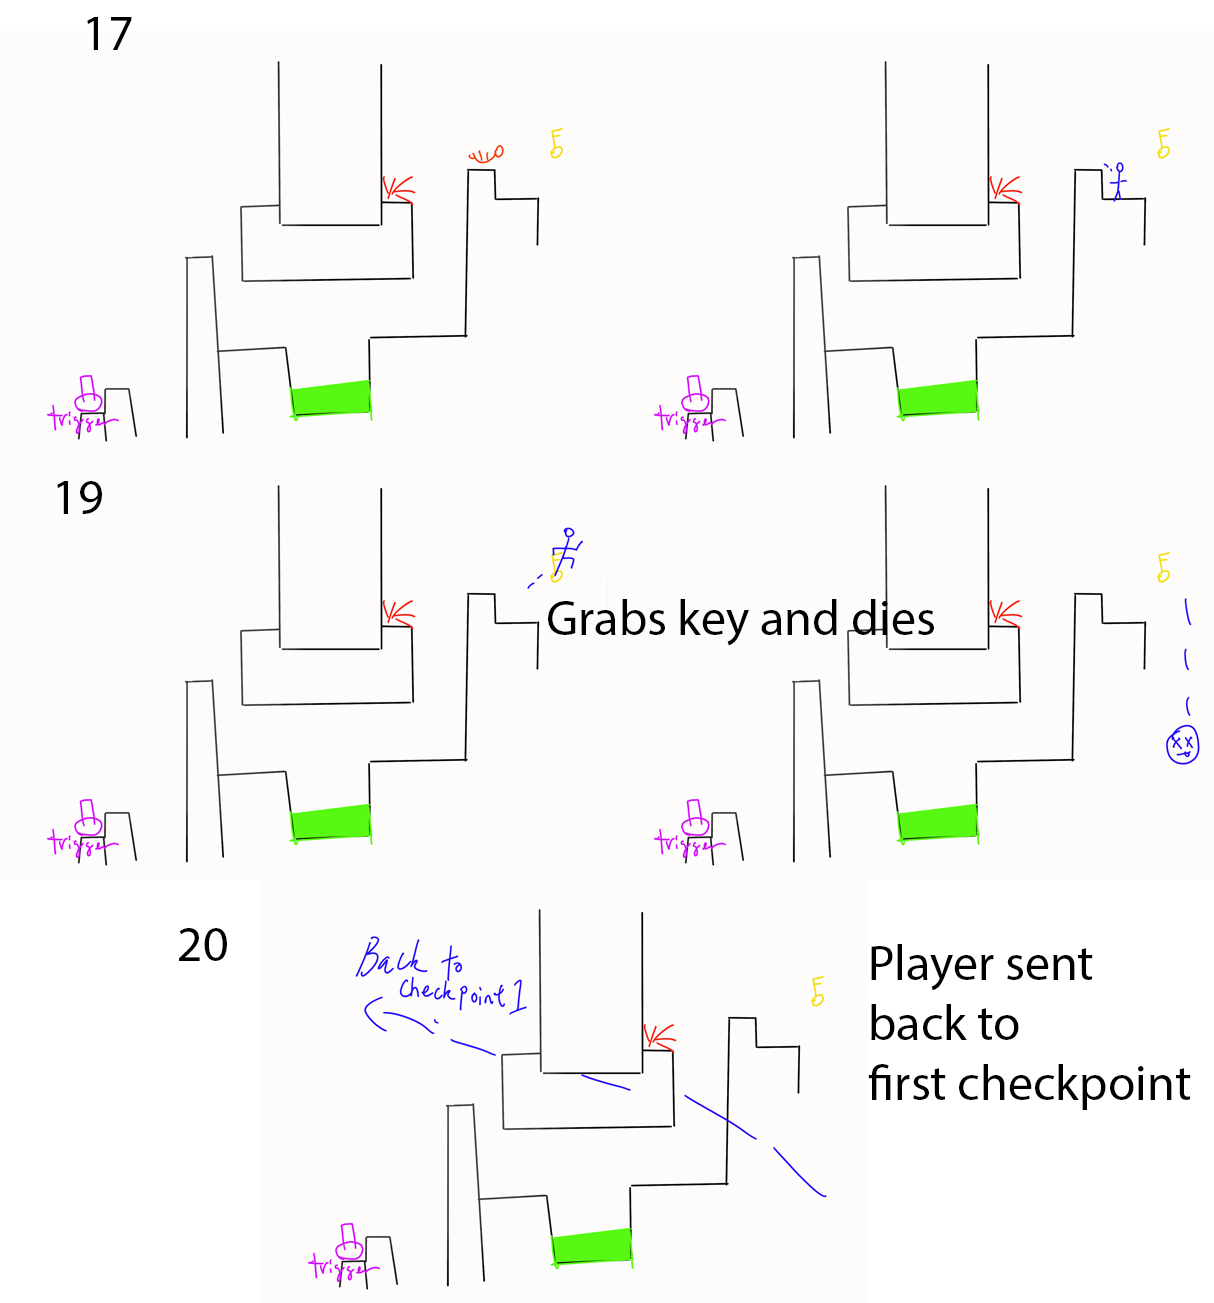 17
trigger
trigger
19
Grabs key and dies
trigger
trigger
20
Back to
checkpoint 1
Player sent
back to
first checkpoint
trigger